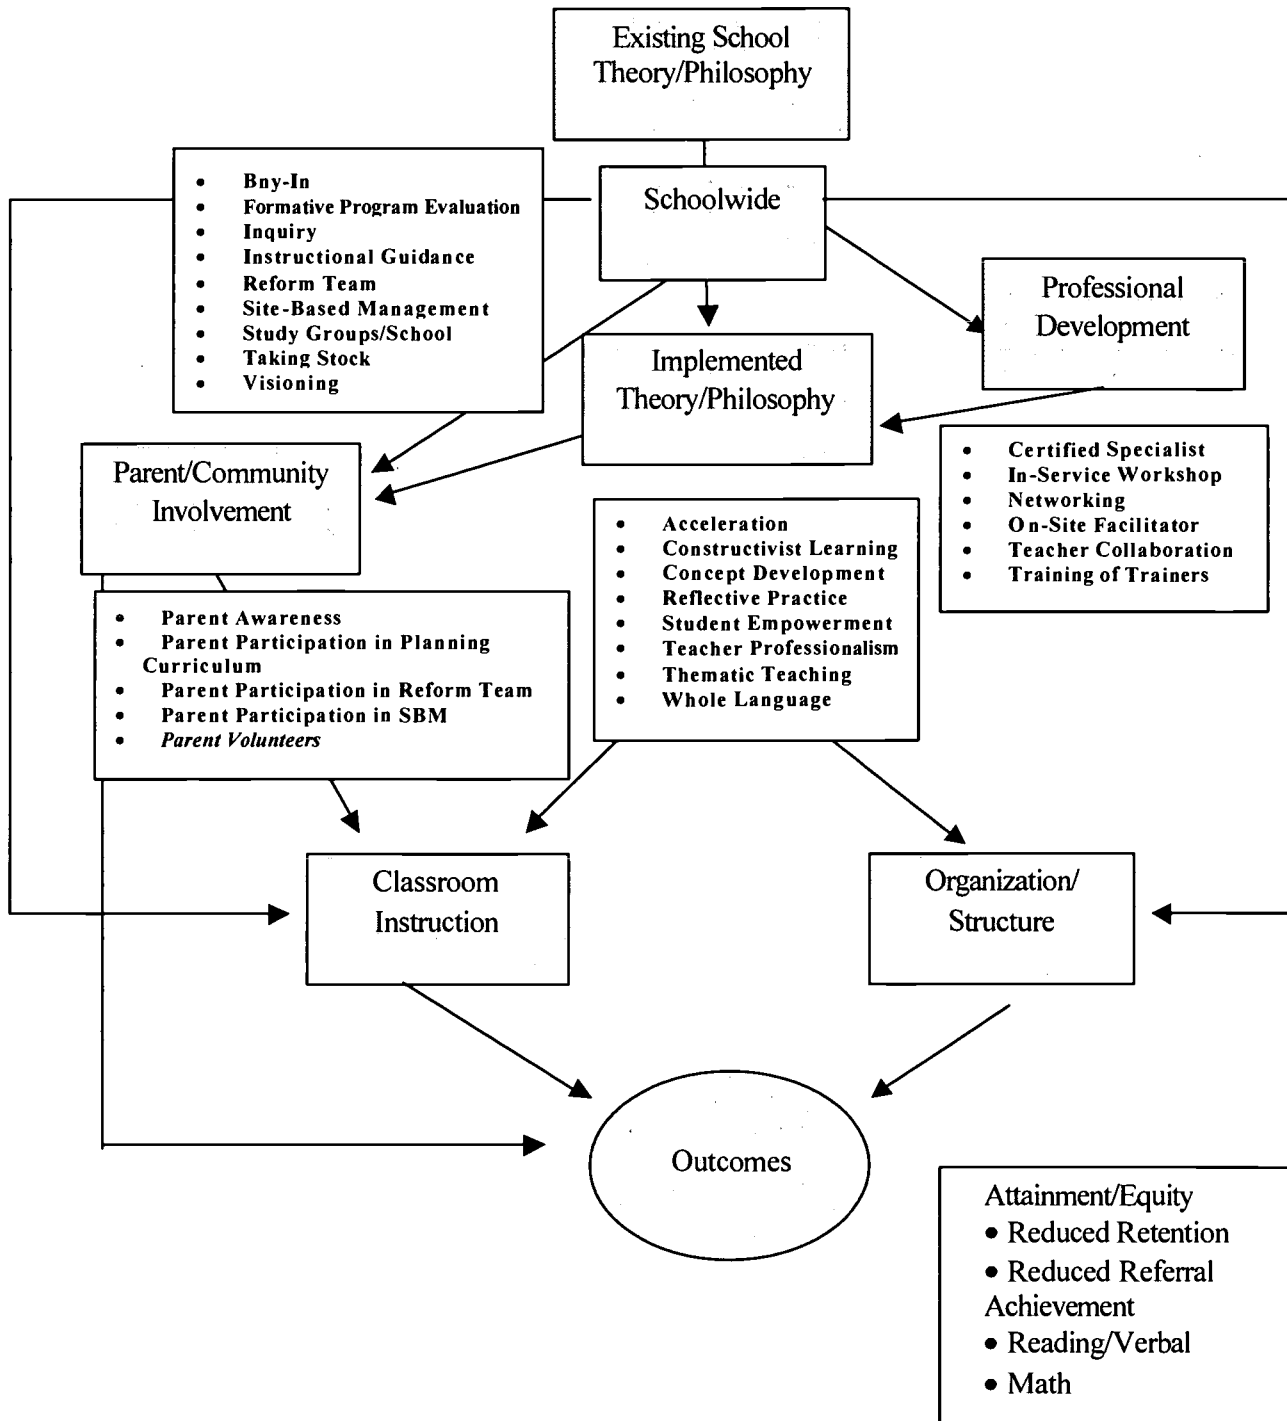 Existing School
Theory/Philosophy
• Bny-In
• Formative Program Evaluation
• Inquiry
• Instructional Guidance
• Reform Team
• Site-Based Management
• Study Groups/School
• Taking Stock
• Visioning
Schoolwide
Professional
Development
Implemented
Theory/Philosophy
Parent/Community
Involvement
• Certified Specialist
• In-Service Workshop
• Networking
• On-Site Facilitator
• Teacher Collaboration
• Training of Trainers
• Acceleration
• Constructivist Learning
• Concept Development
• Reflective Practice
• Student Empowerment
• Teacher Professionalism
• Thematic Teaching
• Whole Language
• Parent Awareness
• Parent Participation in Planning
Curriculum
• Parent Participation in Reform Team
• Parent Participation in SBM
• Parent Volunteers
Classroom
Instruction
Organization/
Structure
Outcomes
Attainment/Equity
• Reduced Retention
• Reduced Referral
Achievement
• Reading/Verbal
• Math